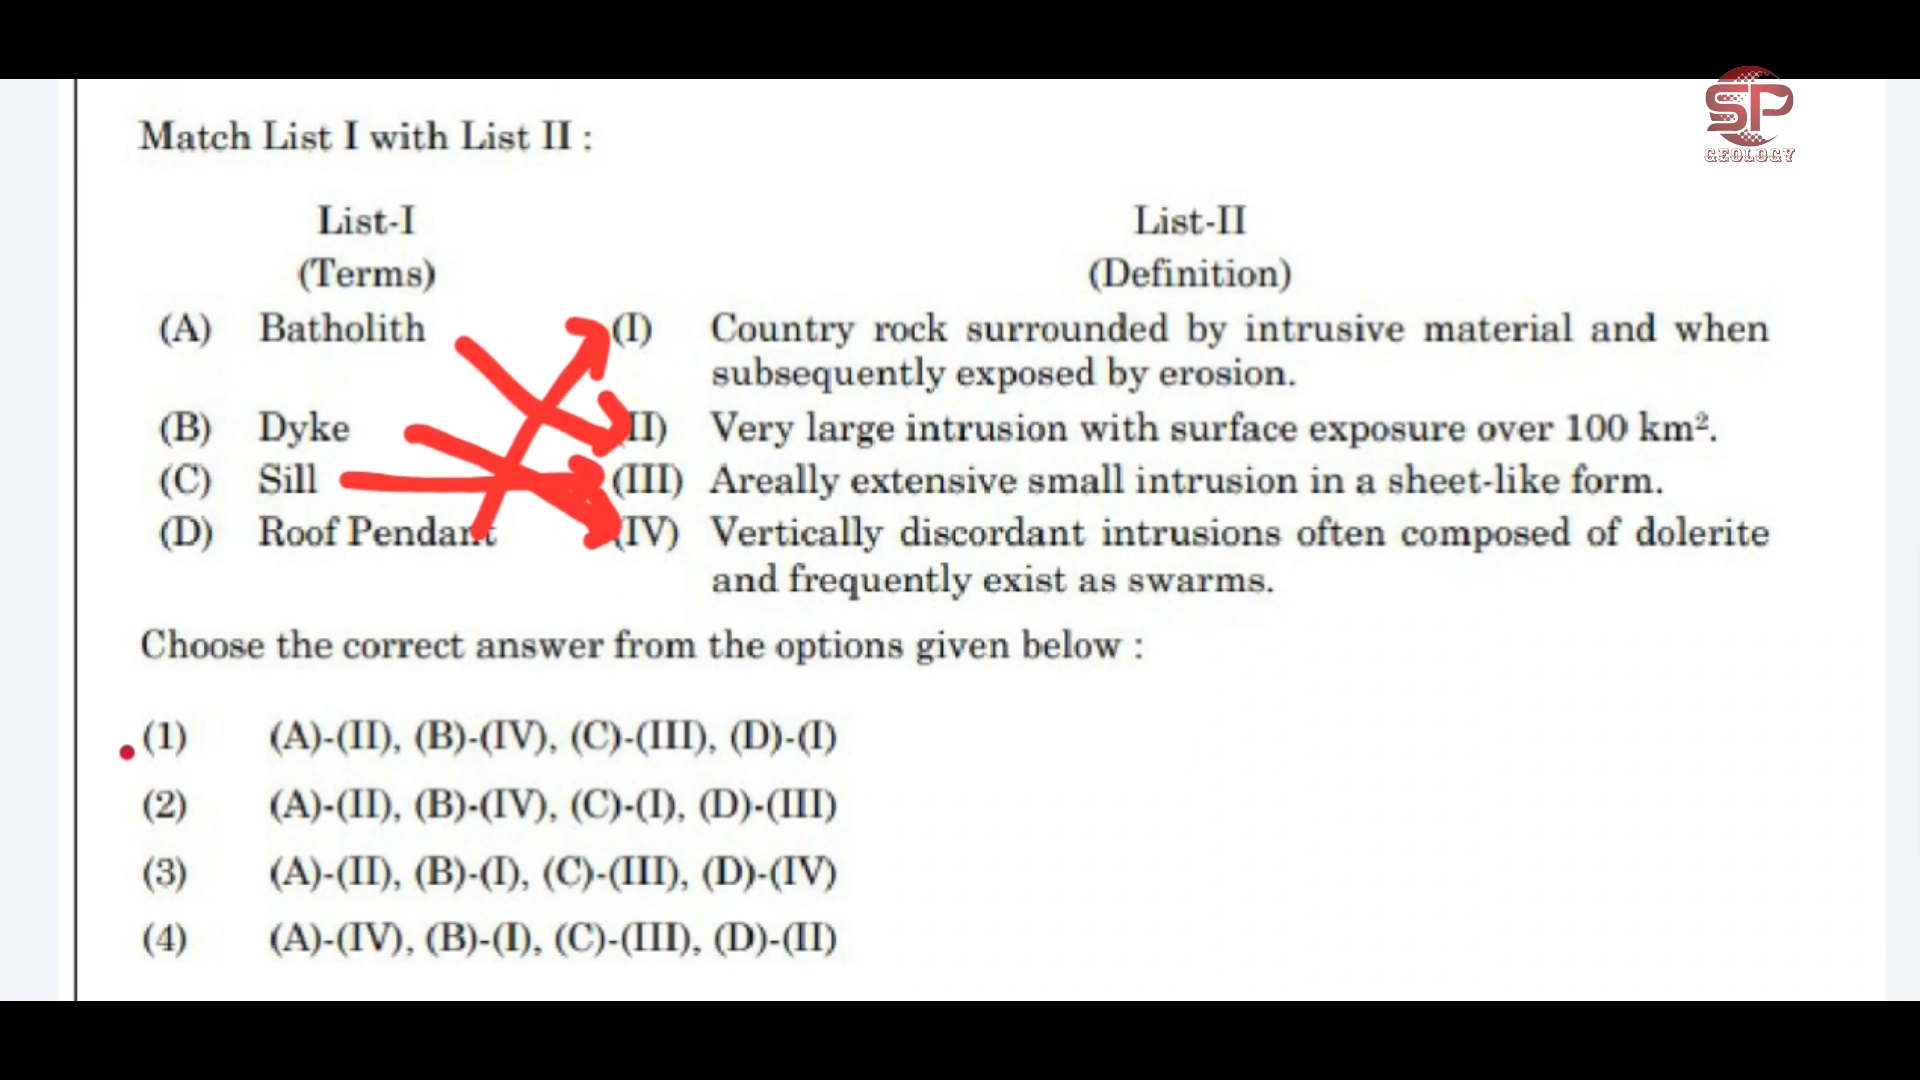 SP
GEOLOGY
Match List I with List II :
List-I List-II
(Terms) (Definition)
(A) Batholith (I) Country rock surrounded by intrusive material and when
subsequently exposed by erosion.
(B) Dyke (II) Very large intrusion with surface exposure over 100 km².
(C) Sill (III) Areally extensive small intrusion in a sheet-like form.
(D) Roof Pendant (IV) Vertically discordant intrusions often composed of dolerite
and frequently exist as swarms.
Choose the correct answer from the options given below :
(1) (A)-(II), (B)-(IV), (C)-(III), (D)-(I)
(2) (A)-(II), (B)-(IV), (C)-(I), (D)-(III)
(3) (A)-(II), (B)-(I), (C)-(III), (D)-(IV)
(4) (A)-(IV), (B)-(I), (C)-(III), (D)-(II)